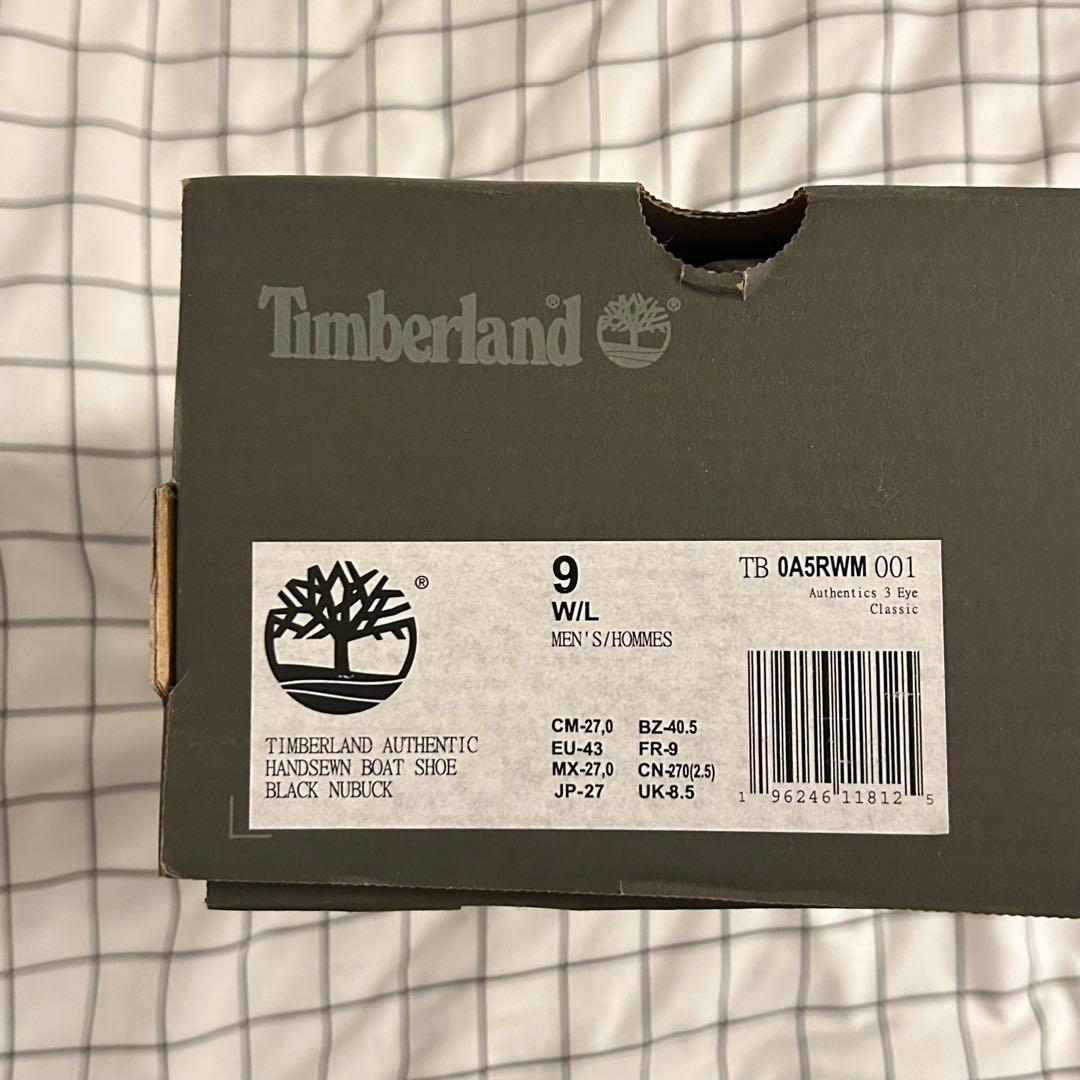 Timberland® ®
®
TIMBERLAND AUTHENTIC
HANDSEWN BOAT SHOE
BLACK NUBUCK
9
W/L
MEN'S/HOMMES
CM-27,0 BZ-40.5
EU-43 FR-9
MX-27,0 CN-270(2.5)
JP-27 UK-8.5
TB 0A5RWM 001
Authentics 3 Eye
Classic
1 96246 11812 5